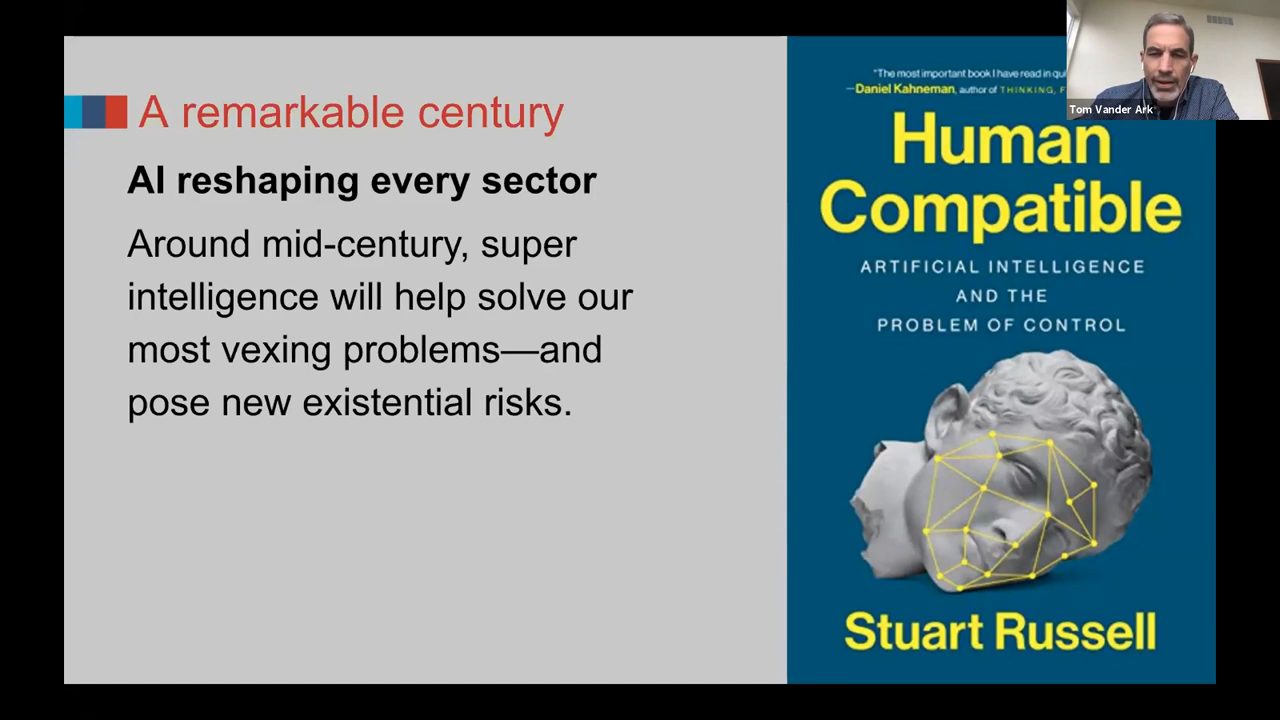 A remarkable century
AI reshaping every sector
Around mid-century, super
intelligence will help solve our
most vexing problems—and
pose new existential risks.
"The most important book I have read in
—Daniel Kahneman, author of THINKING,
Human
Compatible
ARTIFICIAL INTELLIGENCE
AND THE
PROBLEM OF CONTROL
Stuart Russell
Tom Vander Ark